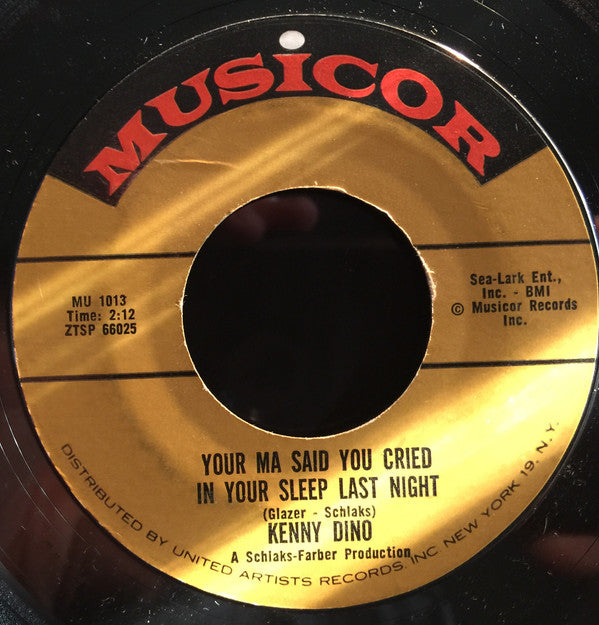 MUSICOR
MU 1013
Time: 2:12
ZTSP 66025
Sea-Lark Ent.,
Inc. - BMI
© Musicor Records
Inc.
YOUR MA SAID YOU CRIED
IN YOUR SLEEP LAST NIGHT
(Glazer - Schlaks)
KENNY DINO
A Schlaks-Farber Production
DISTRIBUTED BY UNITED ARTISTS RECORDS, INC NEW YORK 19, N.Y.